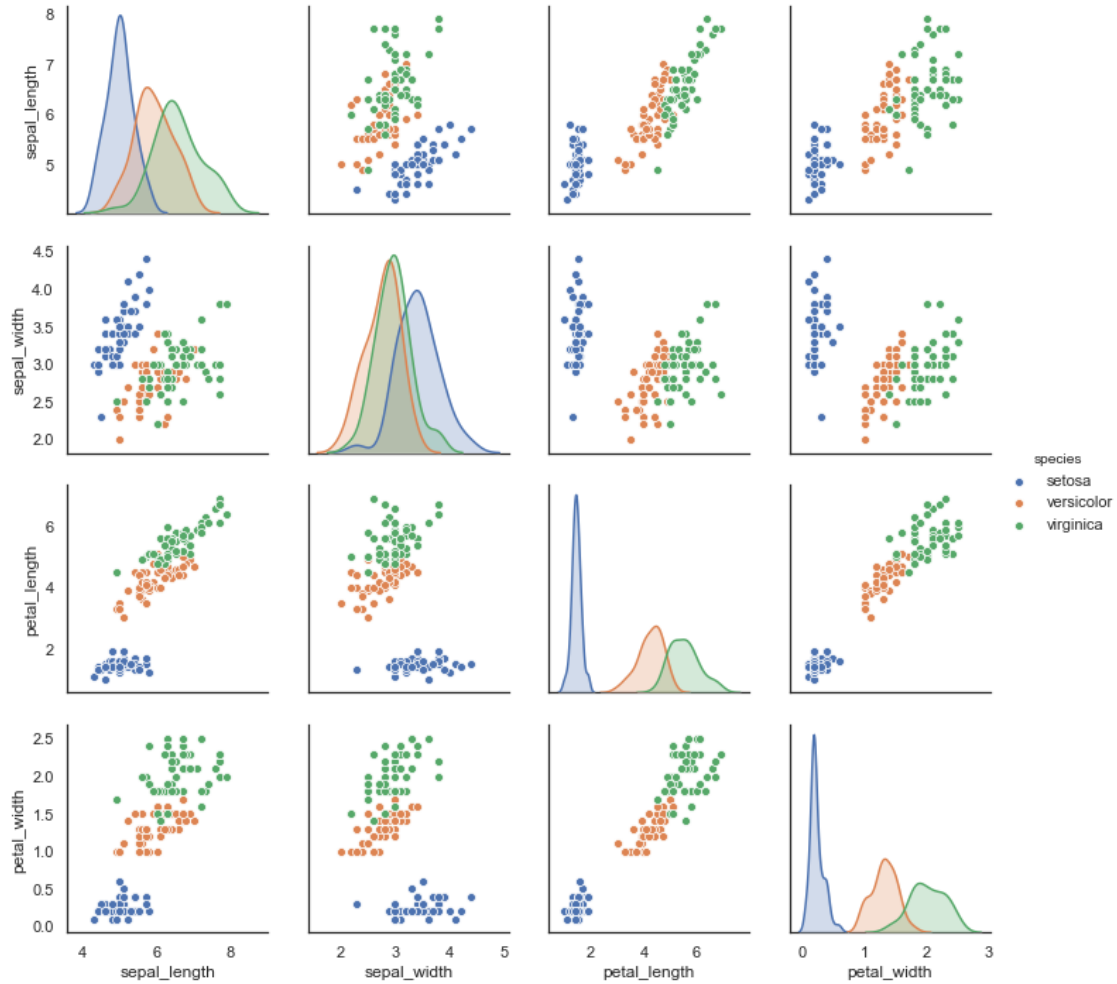 8
7
6
5
sepal_length
4.5
4.0
3.5
3.0
2.5
2.0
sepal_width
6
4
2
petal_length
2.5
2.0
1.5
1.0
0.5
0.0
petal_width
4 6 8
sepal_length
2 3 4 5
sepal_width
2 4 6
petal_length
0 1 2 3
petal_width
species
setosa
versicolor
virginica